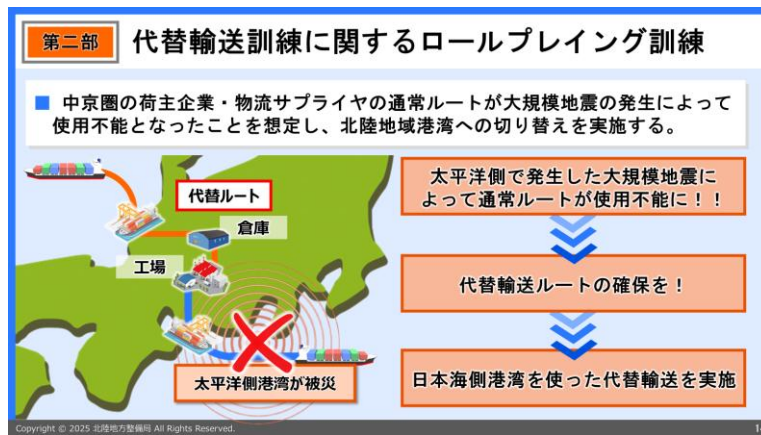 第二部
代替輸送訓練に関するロールプレイング訓練
■ 中京圏の荷主企業・物流サプライヤの通常ルートが大規模地震の発生によって
使用不能となったことを想定し、北陸地域港湾への切り替えを実施する。
代替ルート
倉庫
工場
太平洋側港湾が被災
太平洋側で発生した大規模地震に
よって通常ルートが使用不能に！！
代替輸送ルートの確保を！
日本海側港湾を使った代替輸送を実施
Copyright © 2025 北陸地方整備局 All Rights Reserved.